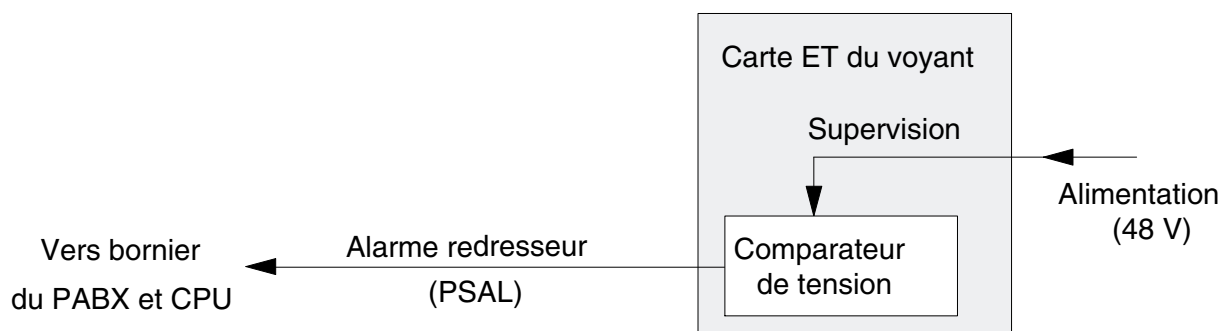 Carte ET du voyant
Supervision
Alimentation
(48 V)
Comparateur
de tension
Alarme redresseur
(PSAL)
Vers bornier
du PABX et CPU